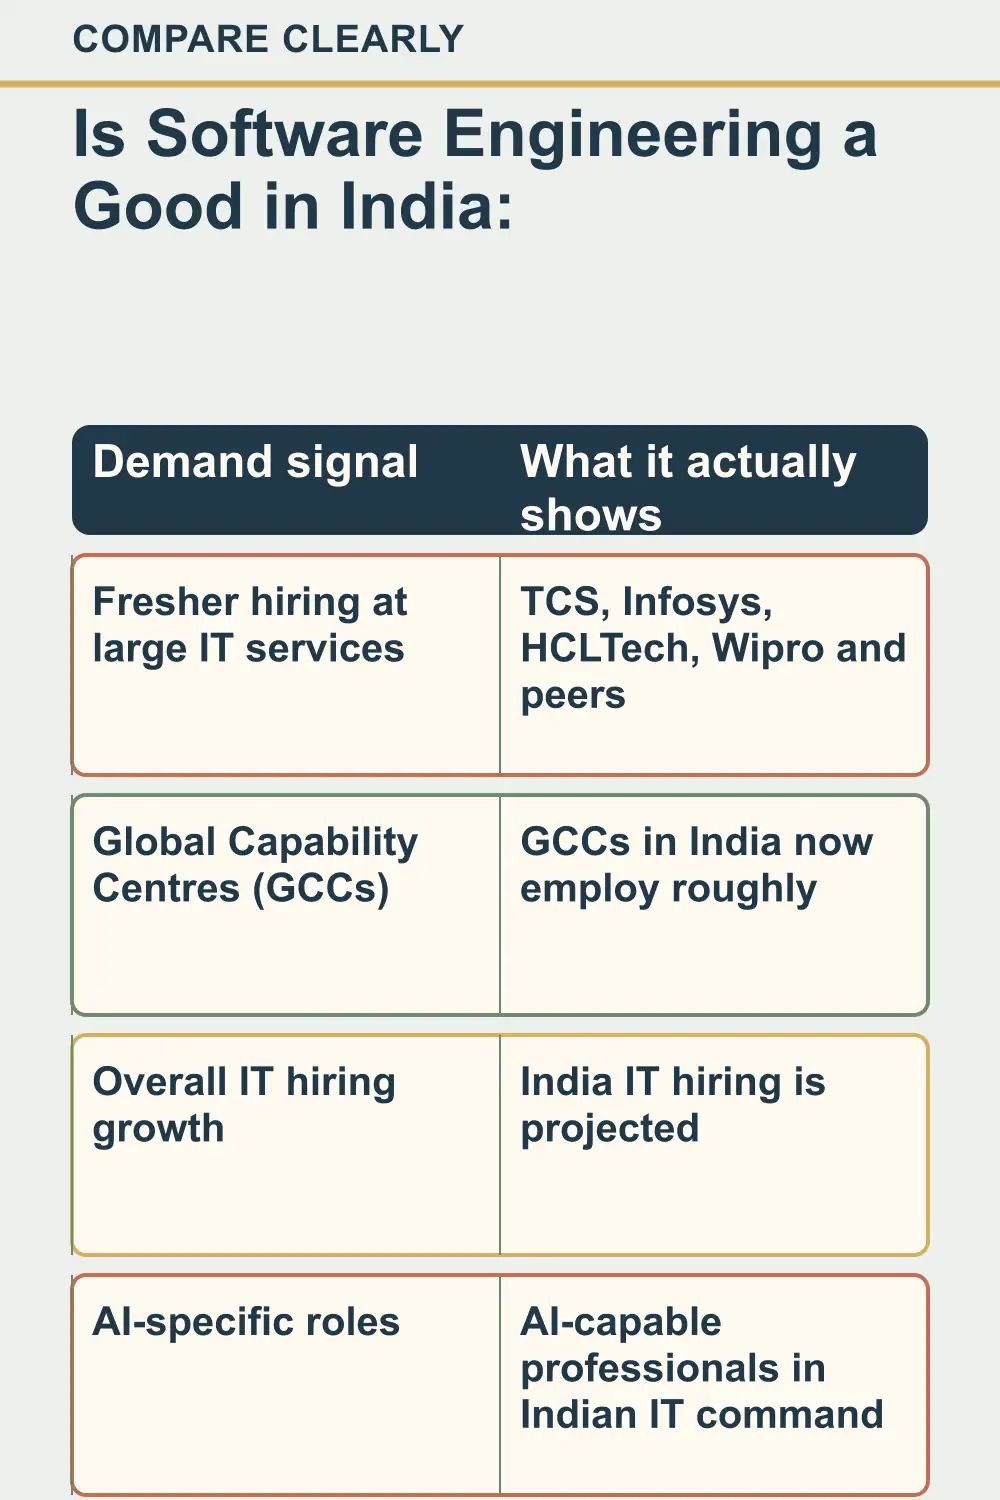 COMPARE CLEARLY
Is Software Engineering a
Good in India:
Demand signal
What it actually
shows
Fresher hiring at
large IT services
TCS, Infosys,
HCLTech, Wipro and
peers
Global Capability
Centres (GCCs)
GCCs in India now
employ roughly
Overall IT hiring
growth
India IT hiring is
projected
AI-specific roles
AI-capable
professionals in
Indian IT command